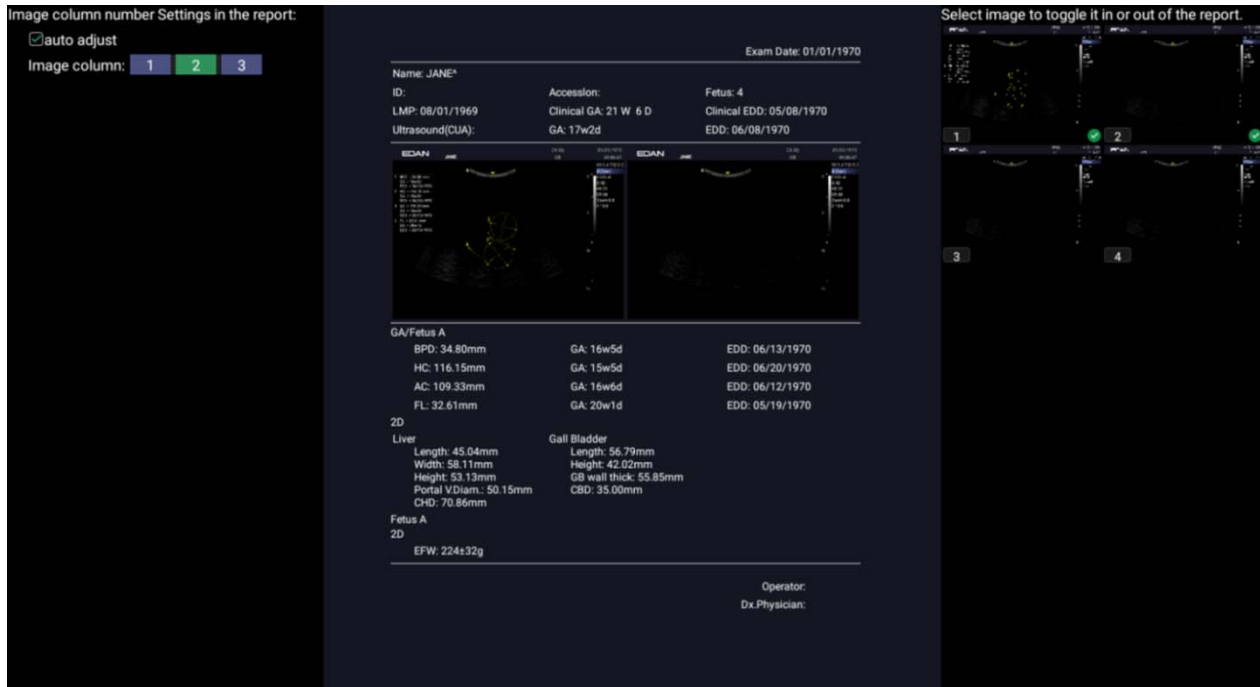 Image column number Settings in the report:
auto adjust
Image column: 1 2 3
Exam Date: 01/01/1970
Name: JANE^
ID: Accession: Fetus: 4
LMP: 08/01/1969 Clinical GA: 21 W 6 D Clinical EDD: 05/08/1970
Ultrasound(CUA): GA: 17w2d EDD: 06/08/1970
EDAN JANE EDAN JANE
GA/Fetus A
BPD: 34.80mm GA: 16w5d EDD: 06/13/1970
HC: 116.15mm GA: 15w5d EDD: 06/20/1970
AC: 109.33mm GA: 16w6d EDD: 06/12/1970
FL: 32.61mm GA: 20w1d EDD: 05/19/1970
2D
Liver Gall Bladder
Length: 45.04mm Length: 56.79mm
Width: 58.11mm Height: 42.02mm
Height: 53.13mm GB wall thick: 55.85mm
Portal V.Diam.: 50.15mm CBD: 35.00mm
CHD: 70.86mm
Fetus A
2D
EFW: 224±32g
Operator:
Dx.Physician:
Select image to toggle it in or out of the report.
1 2
3 4